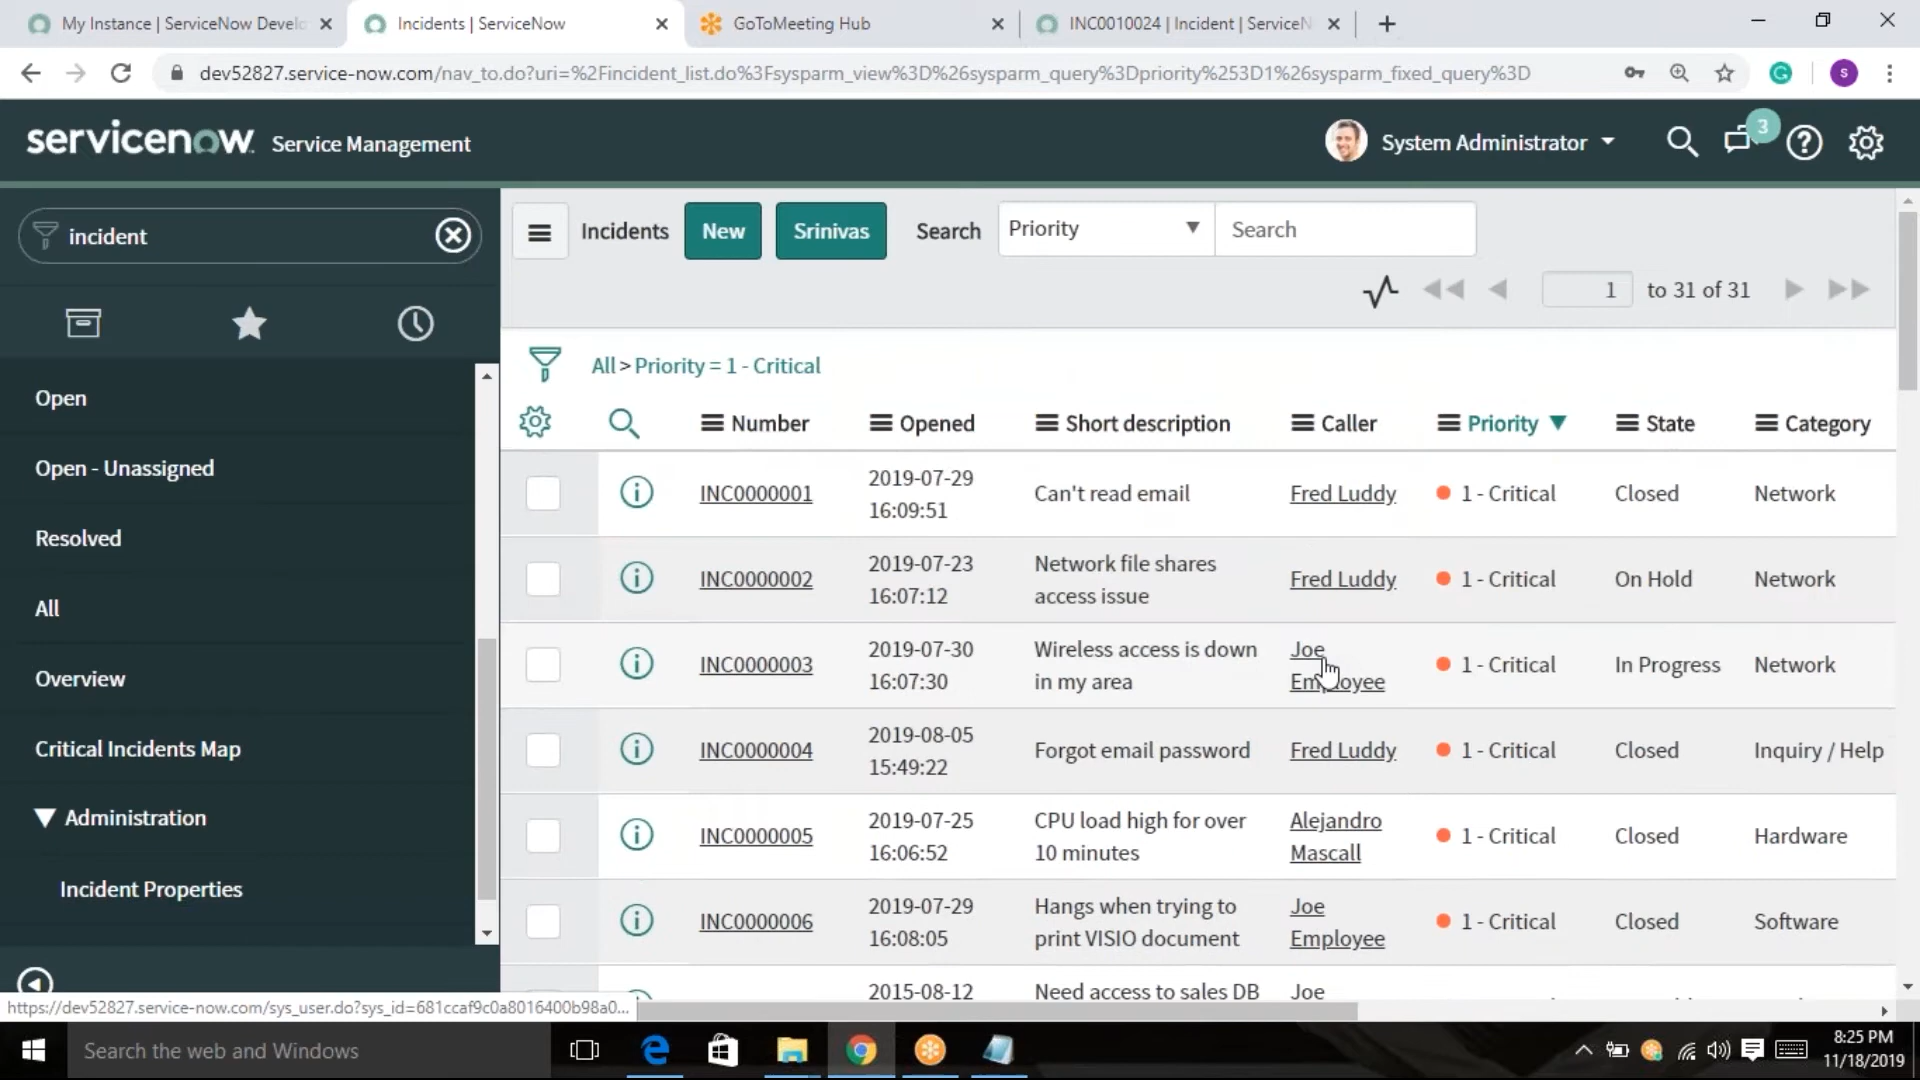 My Instance | ServiceNow Develo
Incidents | ServiceNow
GoToMeeting Hub
INC0010024 | Incident | ServiceN
dev52827.service-now.com/nav_to.do?uri=%2Fincident_list.do%3Fsysparm_view%3D%26sysparm_query%3Dpriority%253D1%26sysparm_fixed_query%3D
s
servicenow Service Management
System Administrator
3
incident
Incidents
New
Srinivas
Search
Priority
Search
1 to 31 of 31
All > Priority = 1 - Critical
Number Opened Short description Caller Priority State Category
INC0000001 2019-07-29 16:09:51 Can't read email Fred Luddy 1 - Critical Closed Network
INC0000002 2019-07-23 16:07:12 Network file shares access issue Fred Luddy 1 - Critical On Hold Network
INC0000003 2019-07-30 16:07:30 Wireless access is down in my area Joe Employee 1 - Critical In Progress Network
INC0000004 2019-08-05 15:49:22 Forgot email password Fred Luddy 1 - Critical Closed Inquiry / Help
INC0000005 2019-07-25 16:06:52 CPU load high for over 10 minutes Alejandro Mascall 1 - Critical Closed Hardware
INC0000006 2019-07-29 16:08:05 Hangs when trying to print VISIO document Joe Employee 1 - Critical Closed Software
2015-08-12 Need access to sales DB Joe
Open
Open - Unassigned
Resolved
All
Overview
Critical Incidents Map
Administration
Incident Properties
https://dev52827.service-now.com/sys_user.do?sys_id=681ccaf9c0a8016400b98a0...
Search the web and Windows
8:25 PM
11/18/2019